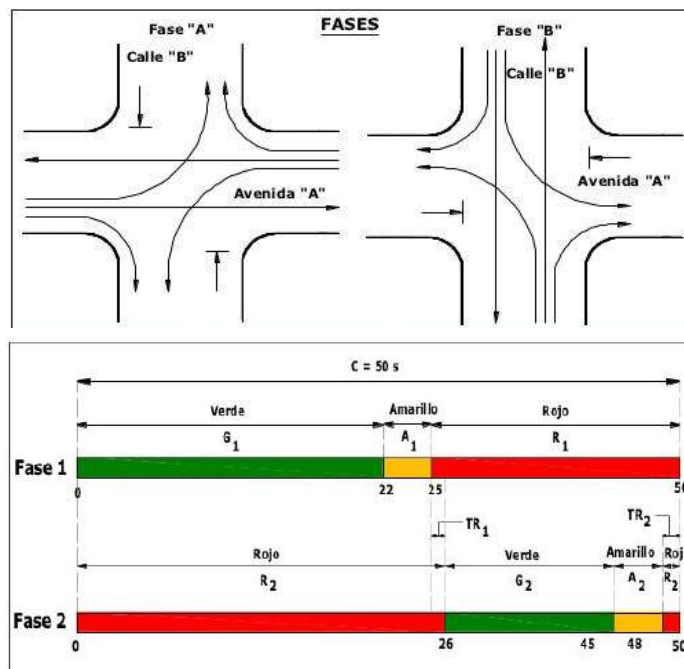 FASES
Fase "A"
Calle "B"
Avenida "A"
Fase "B"
Calle "B"
Avenida "A"
C = 50 s
Verde Amarillo Rojo
G1 A1 R1
Fase 1
0 22 25 50
TR1 TR2
Rojo Verde Amarillo Rojo
R2 G2 A2 R2
Fase 2
0 26 45 48 50